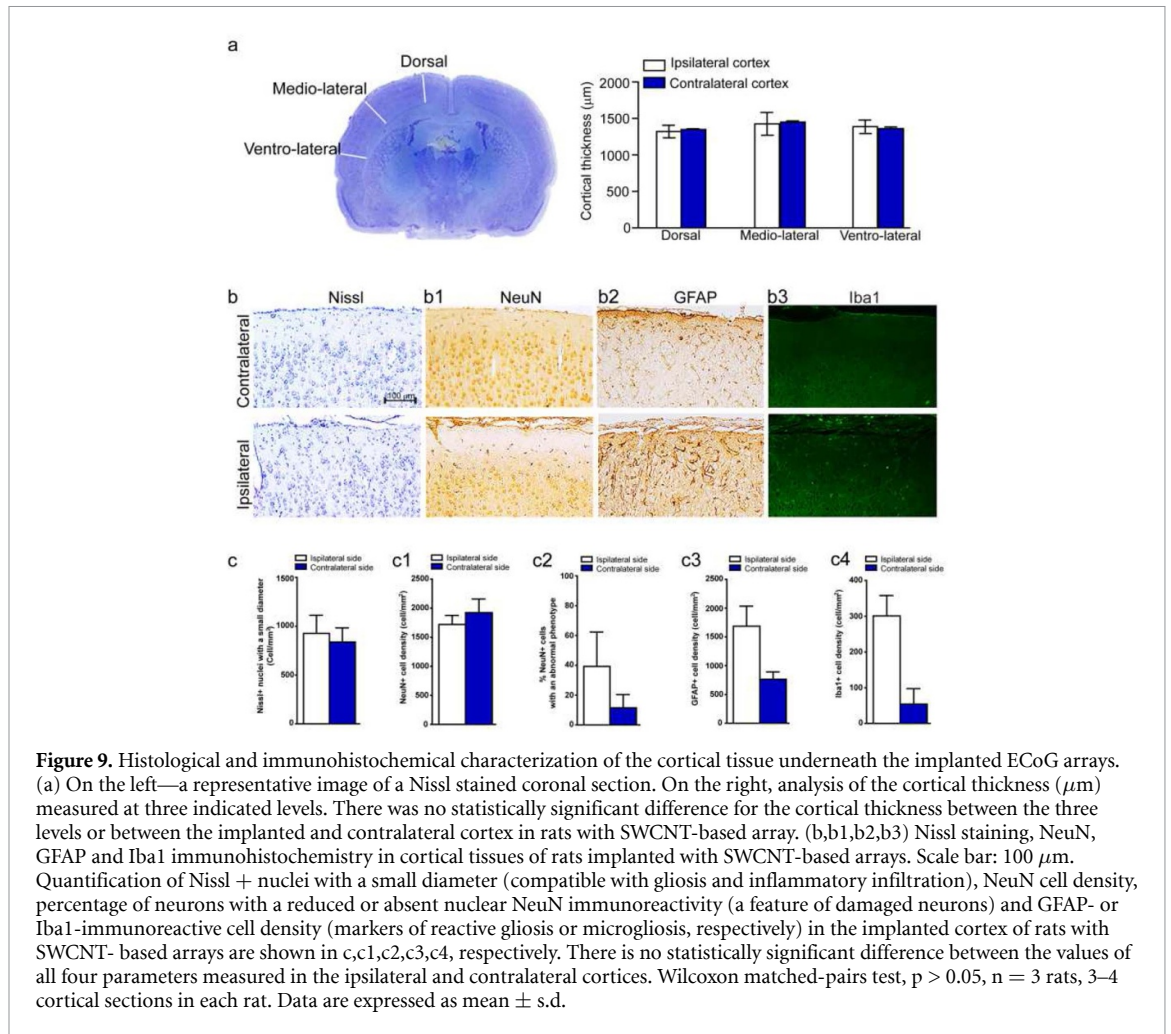 a
Dorsal
Medio-lateral
Ventro-lateral
Ipsilateral cortex
Contralateral cortex
Cortical thickness (μm)
2000
1500
1000
500
0
Dorsal Medio-lateral Ventro-lateral
b Nissl b1 NeuN b2 GFAP b3 Iba1
Contralateral
100 μm
Ipsilateral
c
Ispilateral side
Contralateral side
Nissl+ nuclei with a small diameter
(Cell/mm²)
1500
1000
500
0
c1
Ispilateral side
Contralateral side
NeuN+ cell density (cell/mm²)
2500
2000
1500
1000
500
0
c2
Ispilateral side
Contralateral side
% NeuN+ cells
with an abnormal phenotype
100
80
60
40
20
0
c3
Ispilateral side
Contralateral side
GFAP+ cell density (cell/mm²)
2500
2000
1500
1000
500
0
c4
Ispilateral side
Contralateral side
Iba1+ cell density (cell/mm²)
400
300
200
100
0
Figure 9. Histological and immunohistochemical characterization of the cortical tissue underneath the implanted ECoG arrays.
(a) On the left—a representative image of a Nissl stained coronal section. On the right, analysis of the cortical thickness (μm)
measured at three indicated levels. There was no statistically significant difference for the cortical thickness between the three
levels or between the implanted and contralateral cortex in rats with SWCNT-based array. (b,b1,b2,b3) Nissl staining, NeuN,
GFAP and Iba1 immunohistochemistry in cortical tissues of rats implanted with SWCNT-based arrays. Scale bar: 100 μm.
Quantification of Nissl + nuclei with a small diameter (compatible with gliosis and inflammatory infiltration), NeuN cell density,
percentage of neurons with a reduced or absent nuclear NeuN immunoreactivity (a feature of damaged neurons) and GFAP- or
Iba1-immunoreactive cell density (markers of reactive gliosis or microgliosis, respectively) in the implanted cortex of rats with
SWCNT- based arrays are shown in c,c1,c2,c3,c4, respectively. There is no statistically significant difference between the values of
all four parameters measured in the ipsilateral and contralateral cortices. Wilcoxon matched-pairs test, p > 0.05, n = 3 rats, 3–4
cortical sections in each rat. Data are expressed as mean ± s.d.